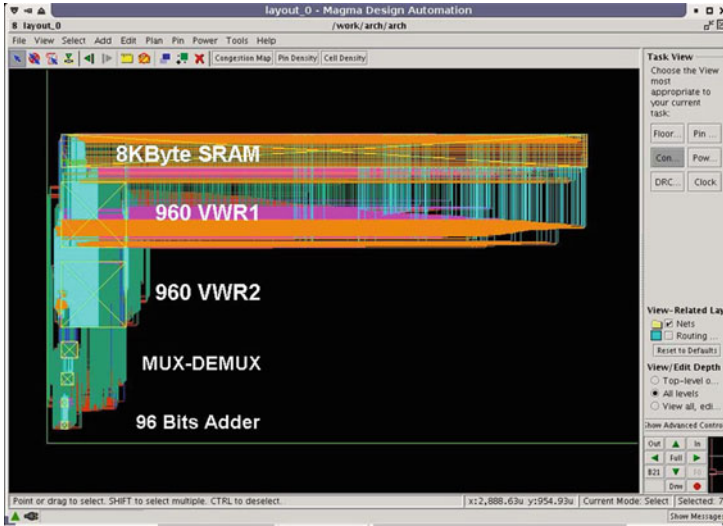 layout_0 - Magma Design Automation
8 layout_0
/work/arch/arch
File View Select Add Edit Plan Pin Power Tools Help
Congestion Map Pin Density Cell Density
Task View
Choose the View
most
appropriate to
your current
task:
Floor... Pin ...
Con... Pow...
DRC... Clock
8KByte SRAM
960 VWR1
960 VWR2
MUX-DEMUX
96 Bits Adder
View-Related Lay
Nets
Routing ...
Reset to Defaults
View/Edit Depth
Top-level o...
All levels
View all, edi...
Show Advanced Contro
Out In
Full
B21
Drw
Point or drag to select. SHIFT to select multiple. CTRL to deselect.
x:2,888.63u y:954.93u
Current Mode: Select
Selected: 7
Show Message